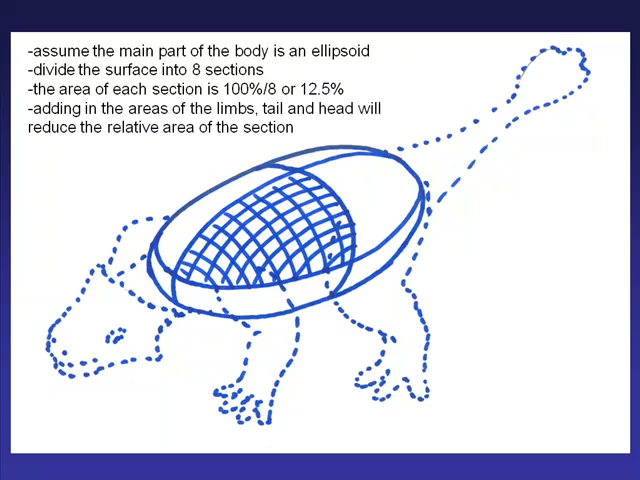 -assume the main part of the body is an ellipsoid
-divide the surface into 8 sections
-the area of each section is 100%/8 or 12.5%
-adding in the areas of the limbs, tail and head will
reduce the relative area of the section